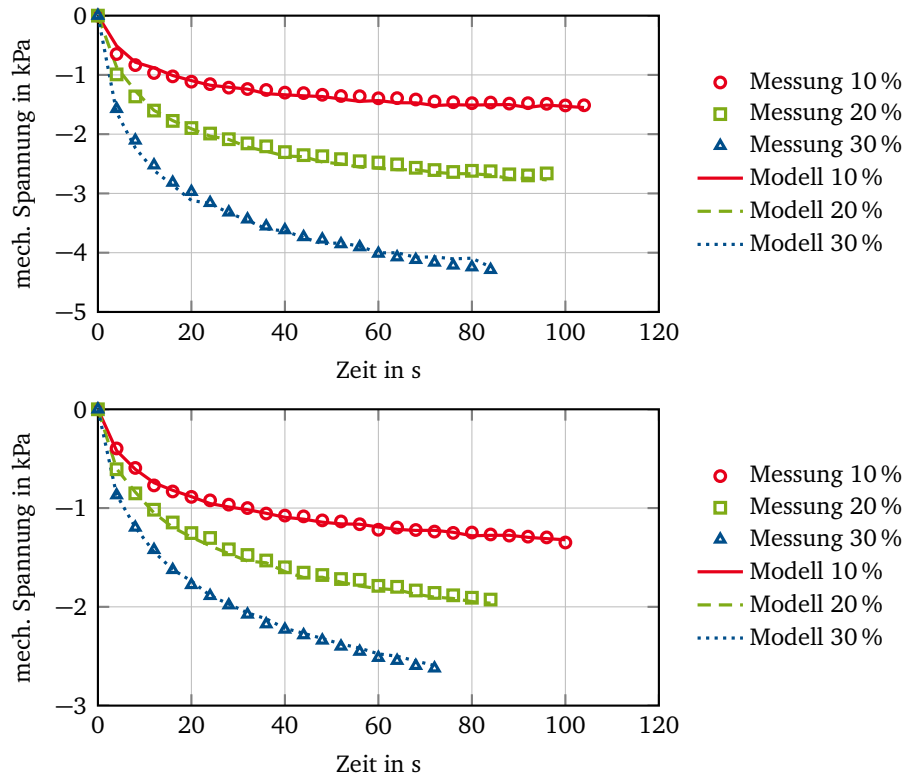 0
−1
−2
−3
−4
−5
mech. Spannung in kPa
0 20 40 60 80 100 120
Zeit in s
Messung 10 %
Messung 20 %
Messung 30 %
Modell 10 %
Modell 20 %
Modell 30 %
0
−1
−2
−3
mech. Spannung in kPa
0 20 40 60 80 100 120
Zeit in s
Messung 10 %
Messung 20 %
Messung 30 %
Modell 10 %
Modell 20 %
Modell 30 %